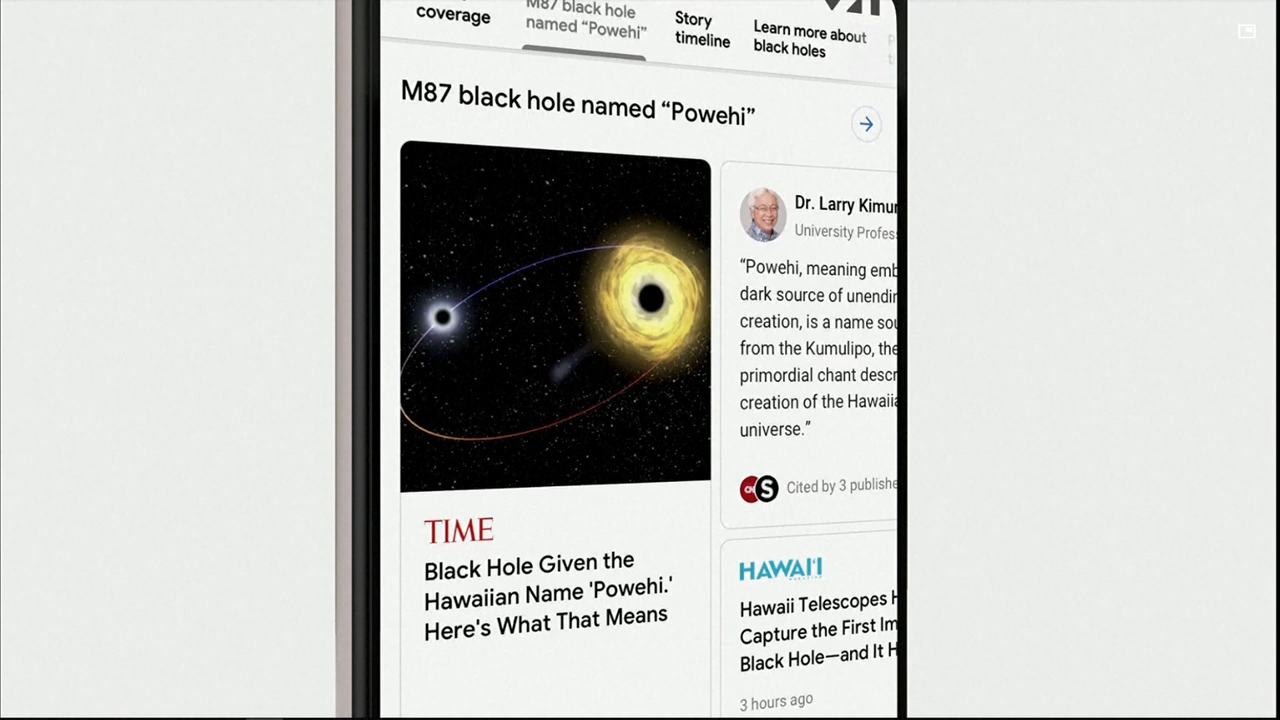 coverage
M87 black hole
named “Powehi”
Story
timeline
Learn more about
black holes
M87 black hole named “Powehi”
Dr. Larry Kimur
University Profess
“Powehi, meaning emb
dark source of unendin
creation, is a name sou
from the Kumulipo, the
primordial chant descr
creation of the Hawaiia
universe.”
Cited by 3 publishe
TIME
Black Hole Given the
Hawaiian Name 'Powehi.'
Here's What That Means
HAWAI'I
Hawaii Telescopes H
Capture the First Im
Black Hole—and It H
3 hours ago